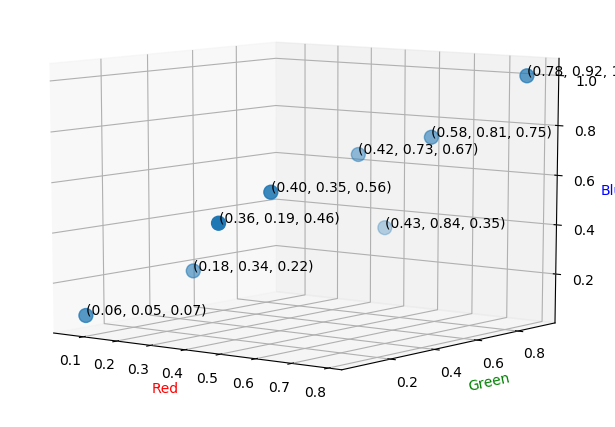 (0.78, 0.92, 1
1.0
(0.58, 0.81, 0.75)
0.8
(0.42, 0.73, 0.67)
(0.40, 0.35, 0.56)
0.6
Blu
(0.36, 0.19, 0.46)
(0.43, 0.84, 0.35)
0.4
(0.18, 0.34, 0.22)
0.2
(0.06, 0.05, 0.07)
0.1 0.2 0.3 0.4 0.5 0.6 0.7 0.8
0.2 0.4 0.6 0.8
Red
Green